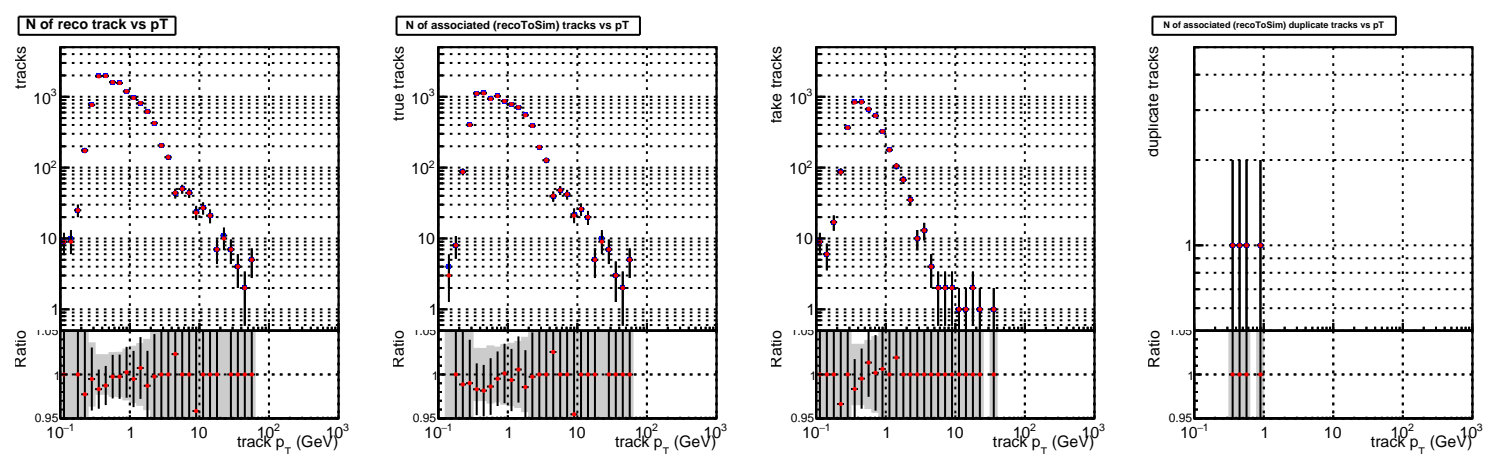 N of reco track vs pT
tracks
10³
10²
10
1
1.05
Ratio
1
0.95
10⁻¹ 1 10 10² 10³
track p_T (GeV)
N of associated (recoToSim) tracks vs pT
true tracks
10³
10²
10
1
1.05
Ratio
1
0.95
10⁻¹ 1 10 10² 10³
track p_T (GeV)
fake tracks
10³
10²
10
1
1.05
Ratio
1
0.95
10⁻¹ 1 10 10² 10³
track p_T (GeV)
N of associated (recoToSim) duplicate tracks vs pT
duplicate tracks
1
1.05
Ratio
1
0.95
10⁻¹ 1 10 10² 10³
track p_T (GeV)